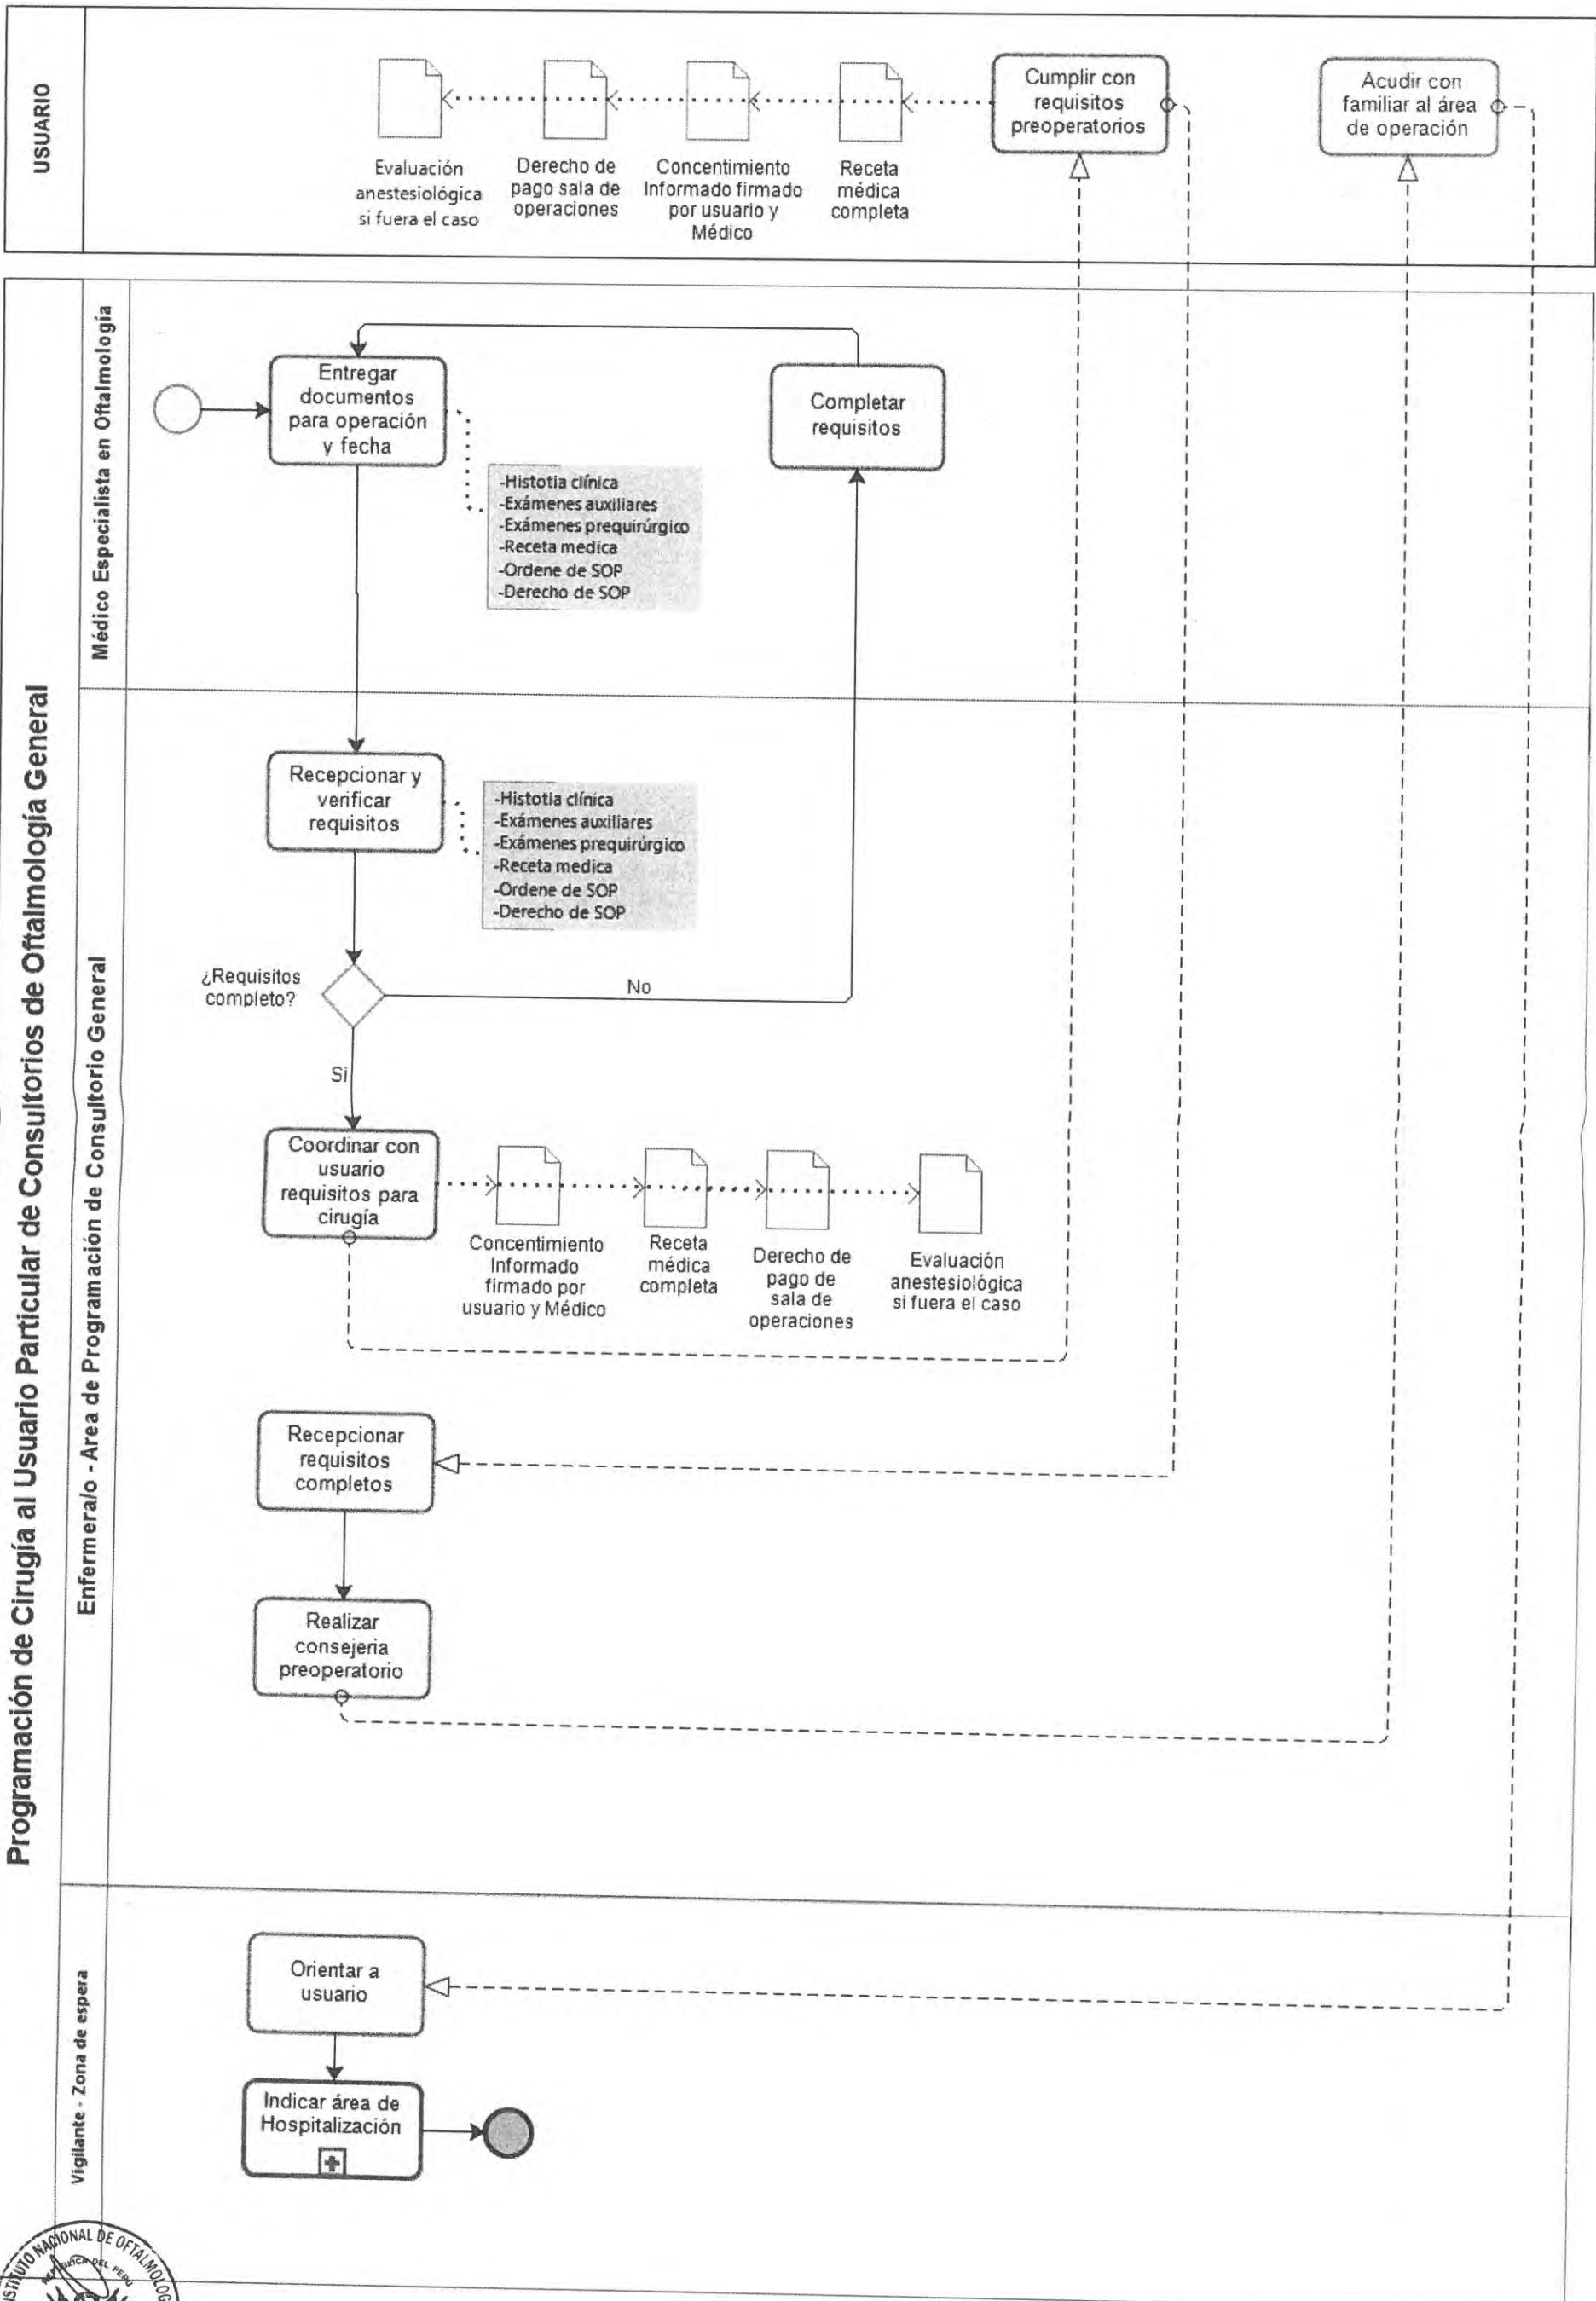 USUARIO
Evaluación
anestesiológica
si fuera el caso
Derecho de
pago sala de
operaciones
Concentimiento
Informado firmado
por usuario y
Médico
Receta
médica
completa
Cumplir con
requisitos
preoperatorios
Acudir con
familiar al área
de operación
Programación de Cirugía al Usuario Particular de Consultorios de Oftalmología General
Médico Especialista en Oftalmología
Entregar
documentos
para operación
y fecha
-Histotia clínica
-Exámenes auxiliares
-Exámenes prequirúrgico
-Receta medica
-Ordene de SOP
-Derecho de SOP
Completar
requisitos
Enfermera/o - Area de Programación de Consultorio General
Recepcionar y
verificar
requisitos
-Histotia clínica
-Exámenes auxiliares
-Exámenes prequirúrgico
-Receta medica
-Ordene de SOP
-Derecho de SOP
¿Requisitos
completo?
No
Si
Coordinar con
usuario
requisitos para
cirugía
Concentimiento
Informado
firmado por
usuario y Médico
Receta
médica
completa
Derecho de
pago de
sala de
operaciones
Evaluación
anestesiológica
si fuera el caso
Recepcionar
requisitos
completos
Realizar
consejeria
preoperatorio
Vigilante - Zona de espera
Orientar a
usuario
Indicar área de
Hospitalización
NACIONAL DE
REPUBLICA DEL PERU